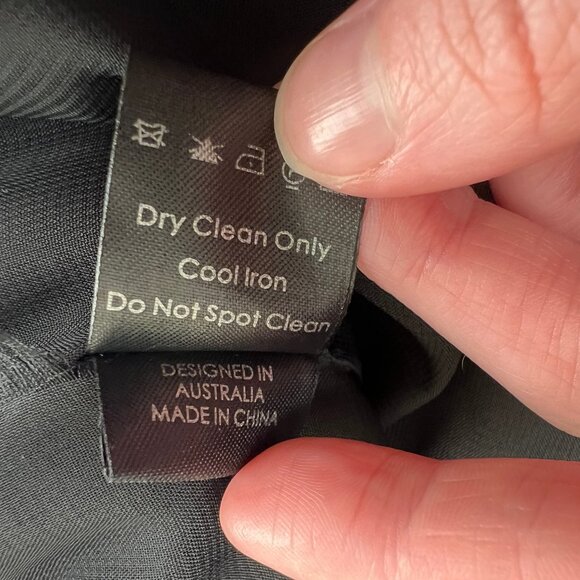 Dry Clean Only
Cool Iron
Do Not Spot Clean
DESIGNED IN
AUSTRALIA
MADE IN CHINA